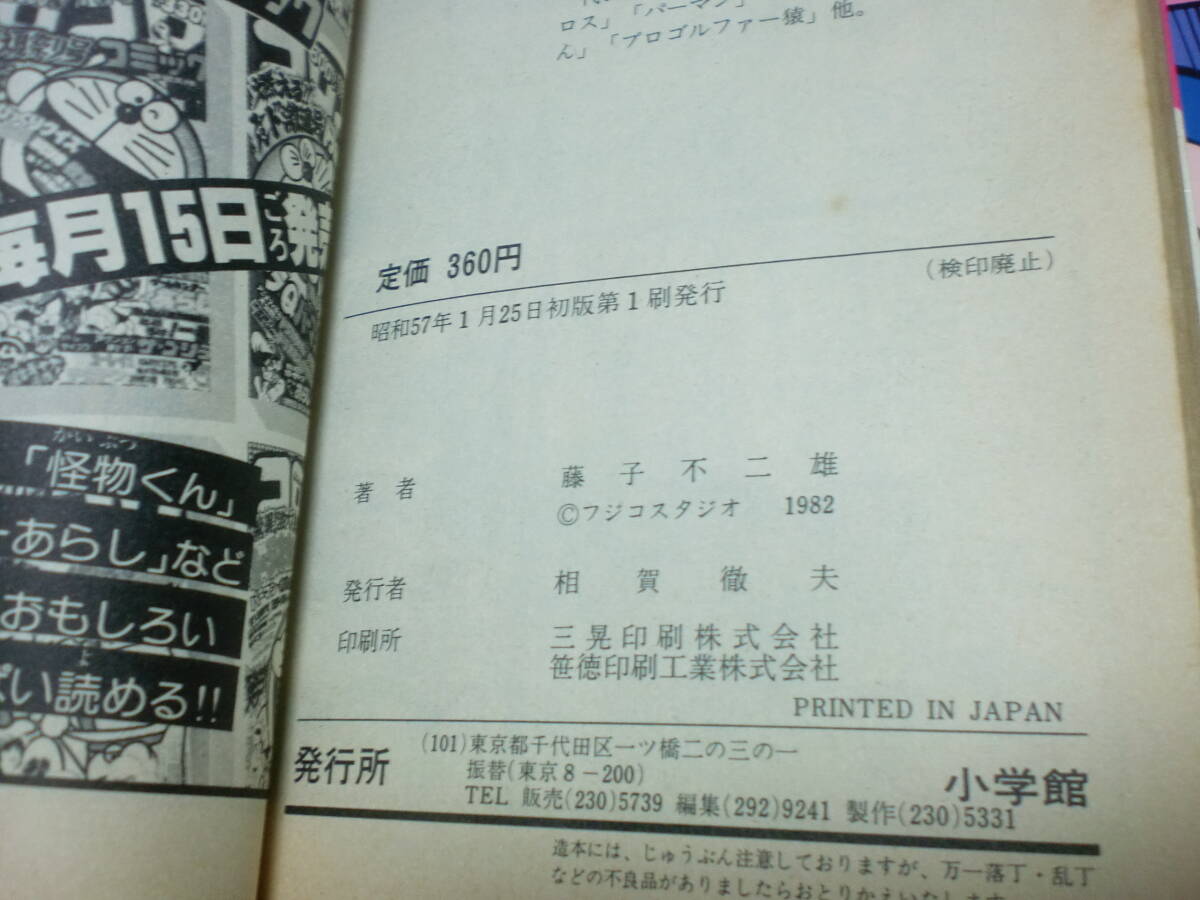 330
コミック
毎月15日ごろ発売
かいぶつ
「怪物くん」
あらし」など
おもしろい
い読める!!
ロス」「パーマン」
ん」「プロゴルファー猿」他。
定価 360円
(検印廃止)
昭和57年1月25日初版第1刷発行
著者 藤子不二雄
©フジコスタジオ 1982
発行者 相賀徹夫
印刷所 三晃印刷株式会社
笹徳印刷工業株式会社
PRINTED IN JAPAN
発行所 (101)東京都千代田区一ツ橋二の三の一
振替(東京8-200)
TEL 販売(230)5739 編集(292)9241 製作(230)5331
小学館
造本には、じゅうぶん注意しておりますが、万一落丁・乱丁
などの不良品がありましたらおとりかえいたします